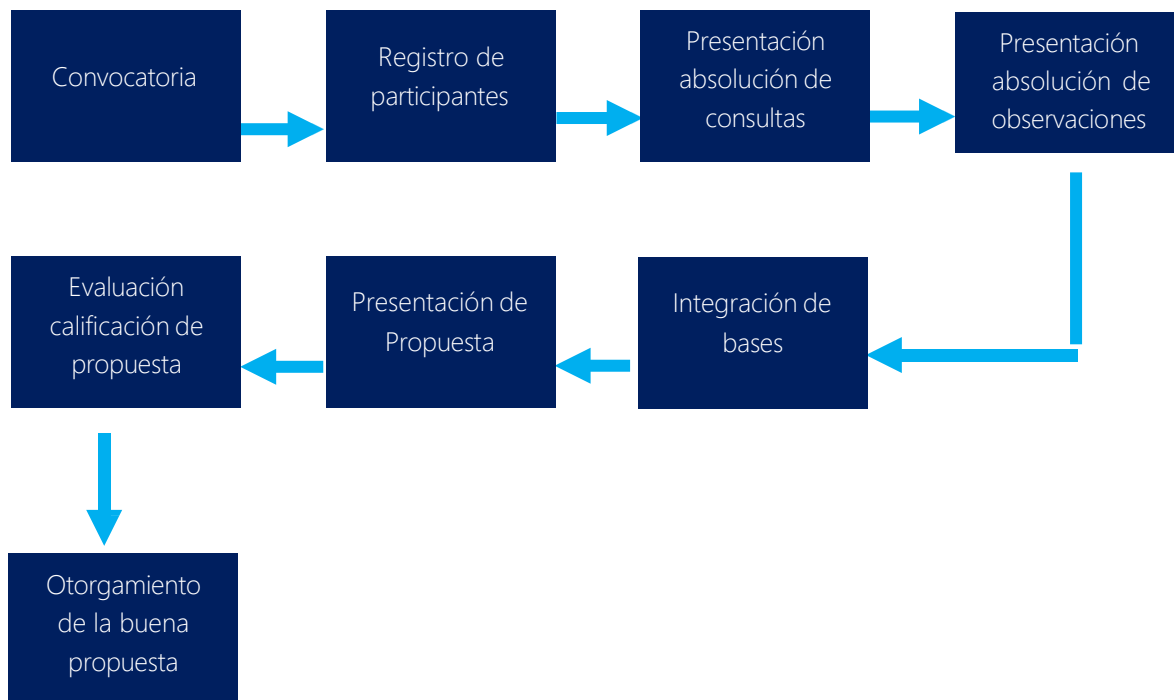 Convocatoria
Registro de
participantes
Presentación
absolución de
consultas
Presentación
absolución de
observaciones
Integración de
bases
Presentación de
Propuesta
Evaluación
calificación de
propuesta
Otorgamiento
de la buena
propuesta